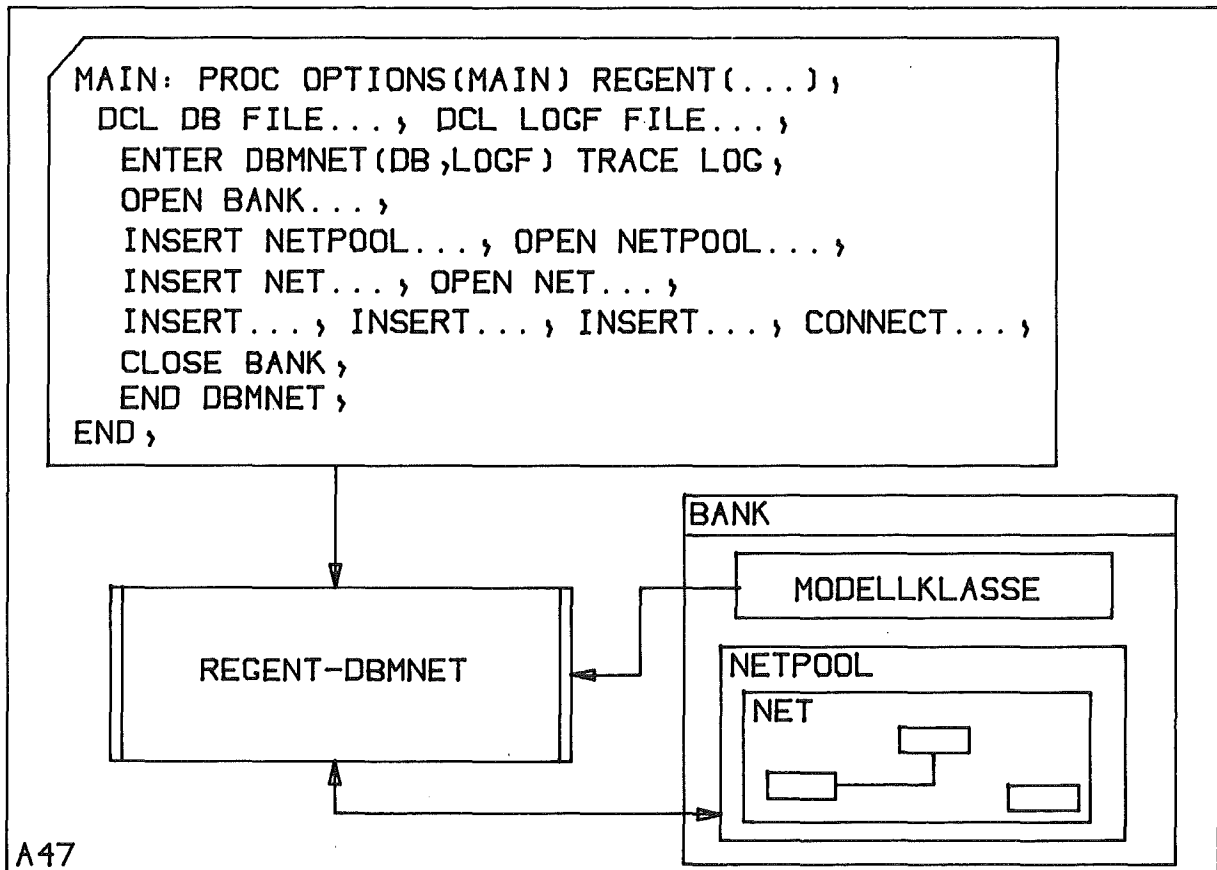 MAIN: PROC OPTIONS(MAIN) REGENT(...);
DCL DB FILE...; DCL LOGF FILE...;
ENTER DBMNET(DB,LOGF) TRACE LOG;
OPEN BANK...;
INSERT NETPOOL...; OPEN NETPOOL...;
INSERT NET...; OPEN NET...;
INSERT...; INSERT...; INSERT...; CONNECT...;
CLOSE BANK;
END DBMNET;
END;
BANK
MODELLKLASSE
REGENT-DBMNET
NETPOOL
NET
A47